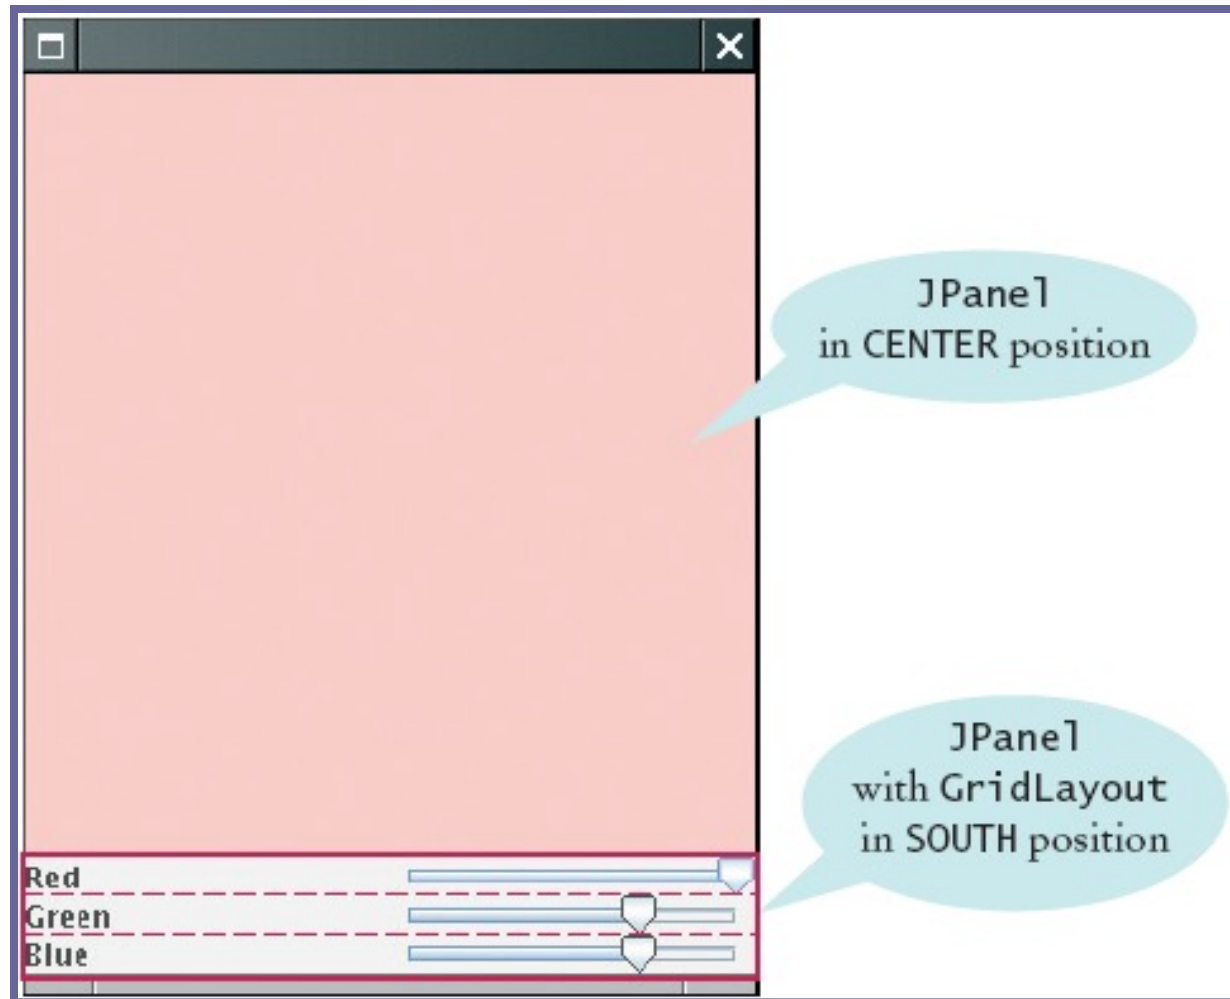 JPanel
in CENTER position
JPanel
with GridLayout
in SOUTH position
Red
Green
Blue